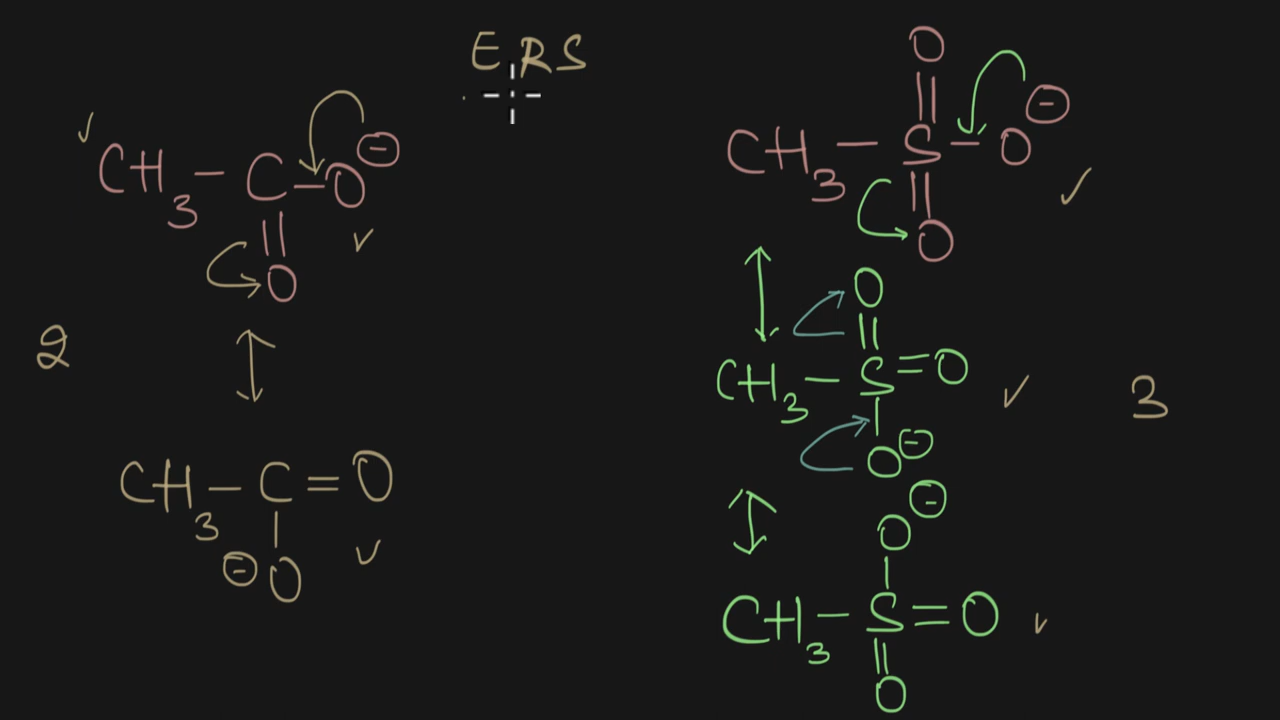 ERS
CH3-C-O⊖
||
O
2
CH3-C=O
|
⊖O
O
||
CH3-S-O⊖
||
O
O
||
CH3-S=O
|
O⊖
3
⊖
O
|
CH3-S=O
||
O